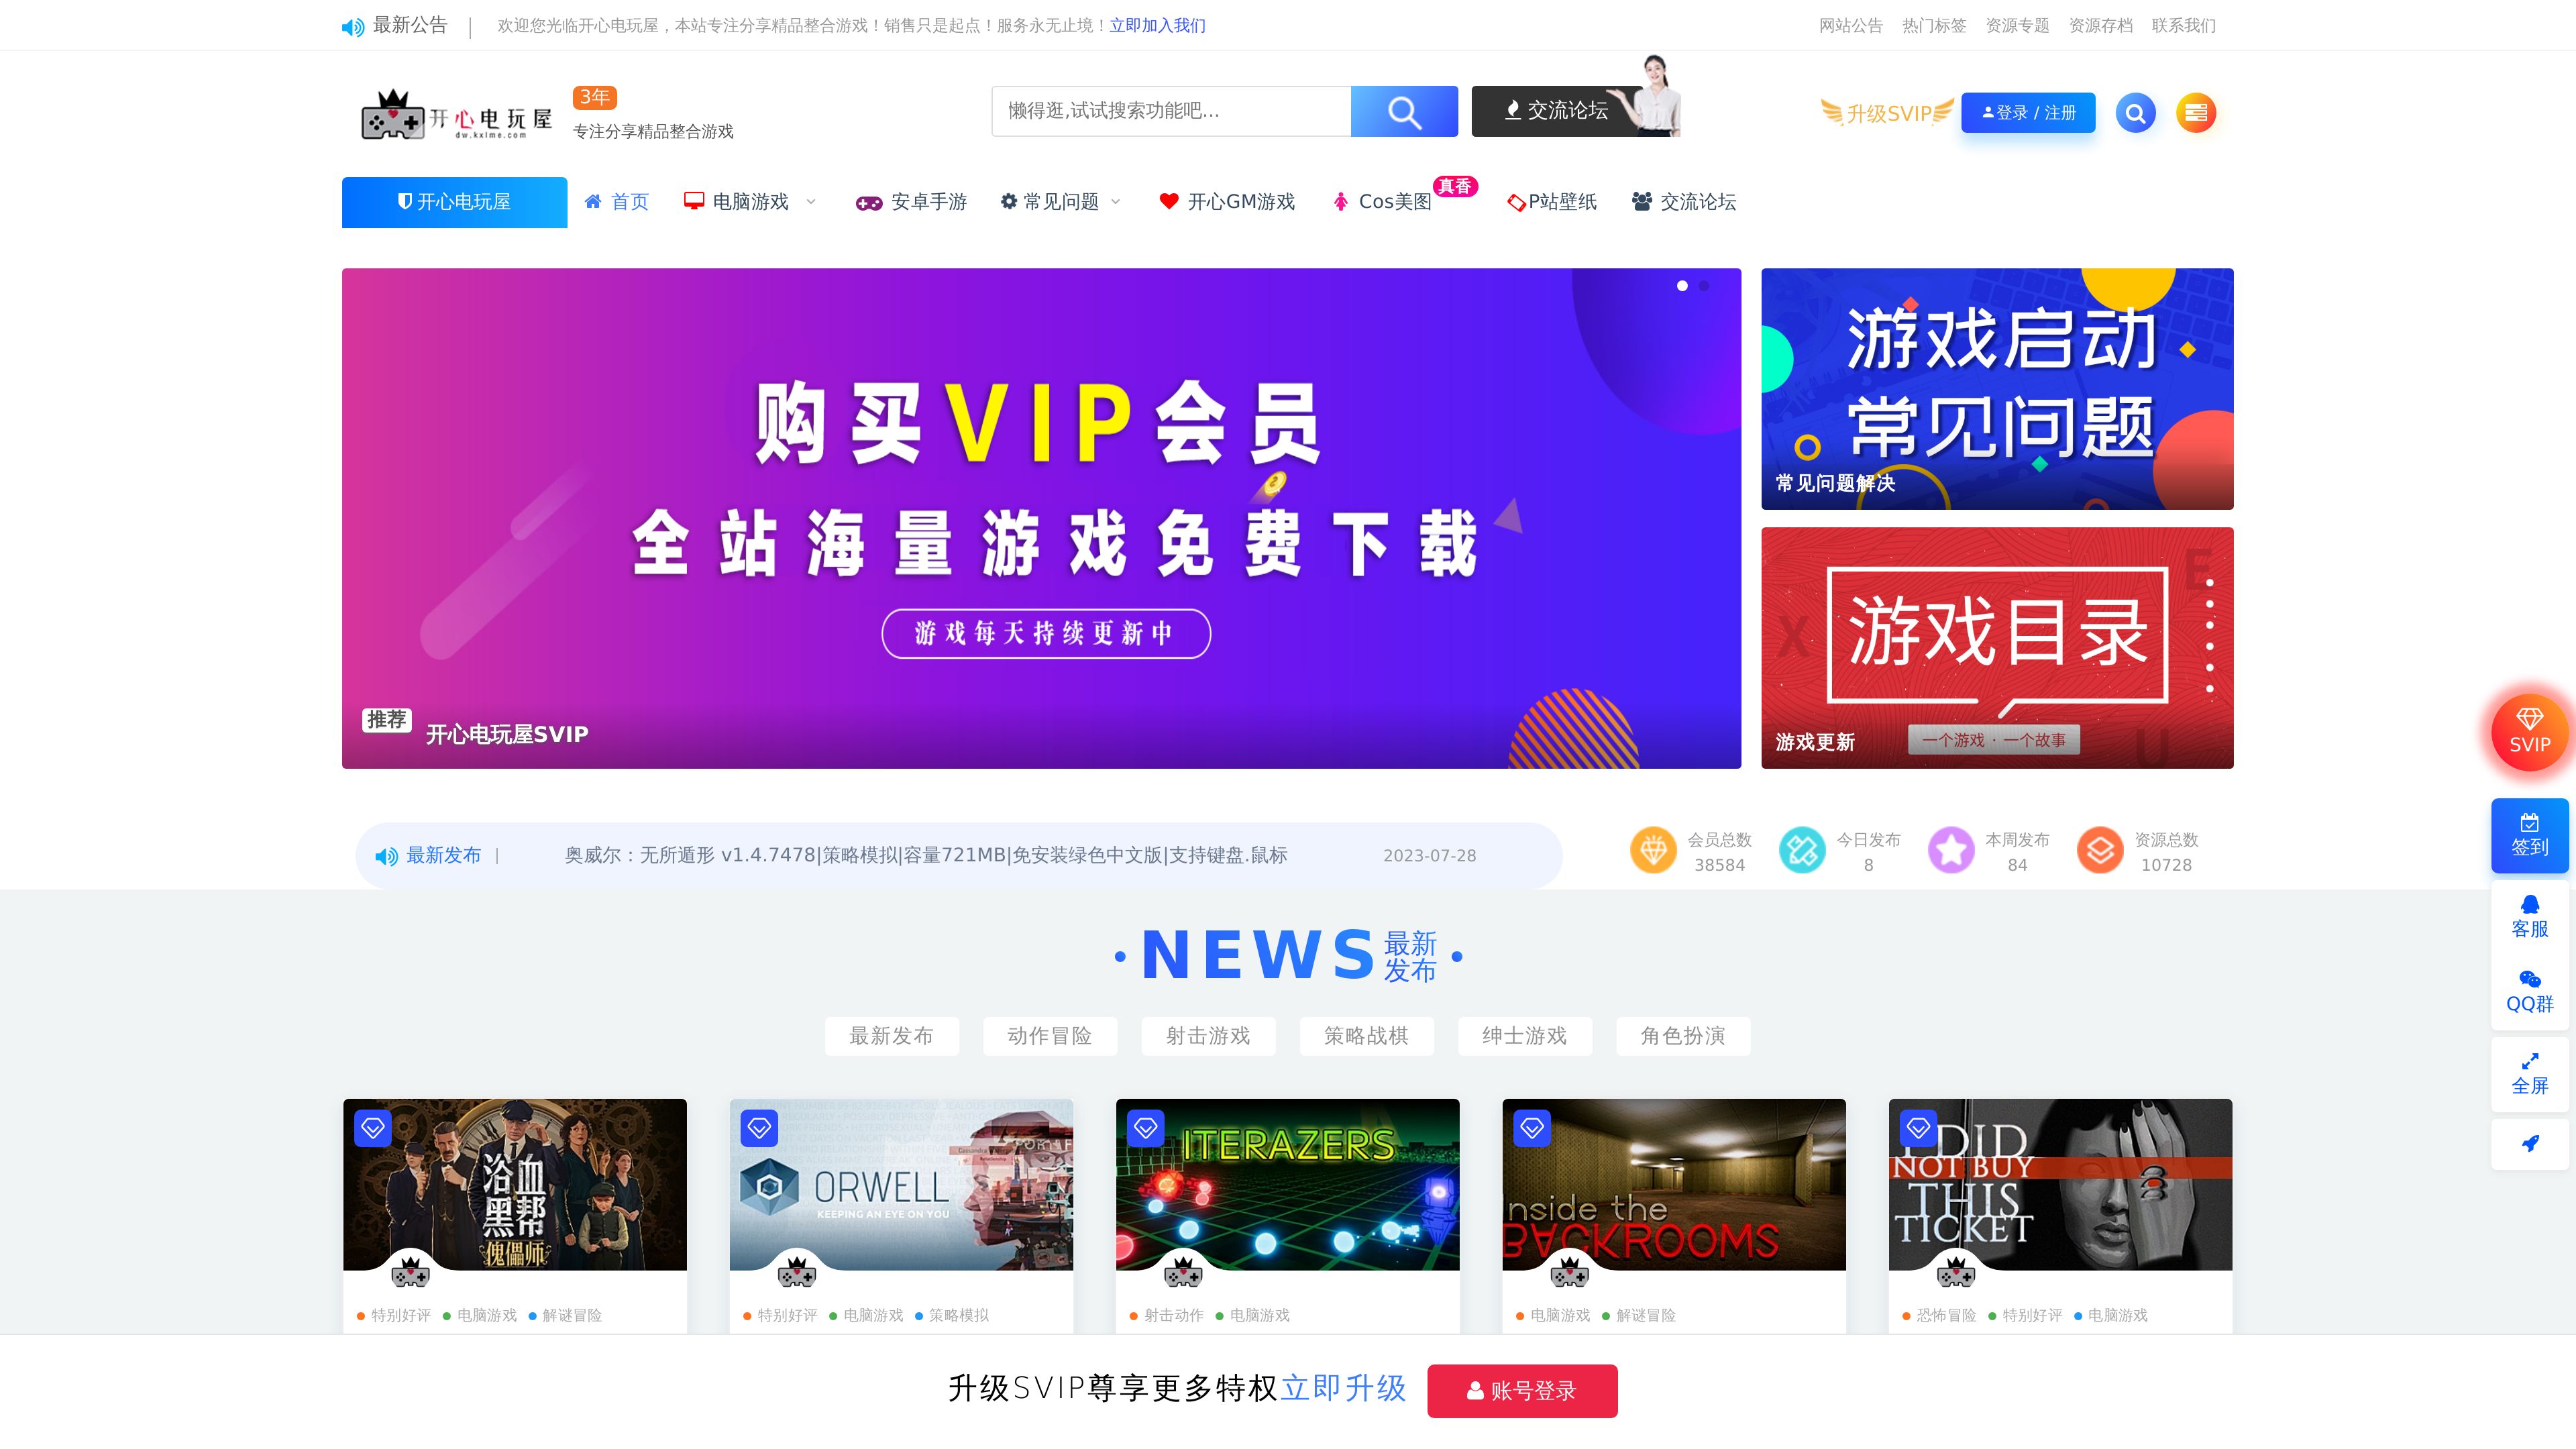 最新公告 | 欢迎您光临开心电玩屋，本站专注分享精品整合游戏！销售只是起点！服务永无止境！立即加入我们
网站公告 热门标签 资源专题 资源存档 联系我们
开心电玩屋
dw.kxime.com
3年
专注分享精品整合游戏
懒得逛,试试搜索功能吧...
交流论坛
升级SVIP
登录 / 注册
开心电玩屋 首页 电脑游戏 安卓手游 常见问题 开心GM游戏 Cos美图 真香 P站壁纸 交流论坛
购买VIP会员
全站海量游戏免费下载
游戏每天持续更新中
推荐 开心电玩屋SVIP
游戏启动
常见问题
常见问题解决
E
X
游戏目录
一个游戏 · 一个故事
U
游戏更新
SVIP
签到
客服
QQ群
全屏
最新发布 | 奥威尔：无所遁形 v1.4.7478|策略模拟|容量721MB|免安装绿色中文版|支持键盘.鼠标 2023-07-28
会员总数
38584
今日发布
8
本周发布
84
资源总数
10728
NEWS
最新
发布
最新发布 动作冒险 射击游戏 策略战棋 绅士游戏 角色扮演
浴血
黑帮
傀儡师
特别好评 电脑游戏 解谜冒险
ORWELL
KEEPING AN EYE ON YOU
特别好评 电脑游戏 策略模拟
ITERAZERS
射击动作 电脑游戏
Inside the
BACKROOMS
电脑游戏 解谜冒险
I DID
NOT BUY
THIS
TICKET
恐怖冒险 特别好评 电脑游戏
升级SVIP尊享更多特权立即升级
账号登录